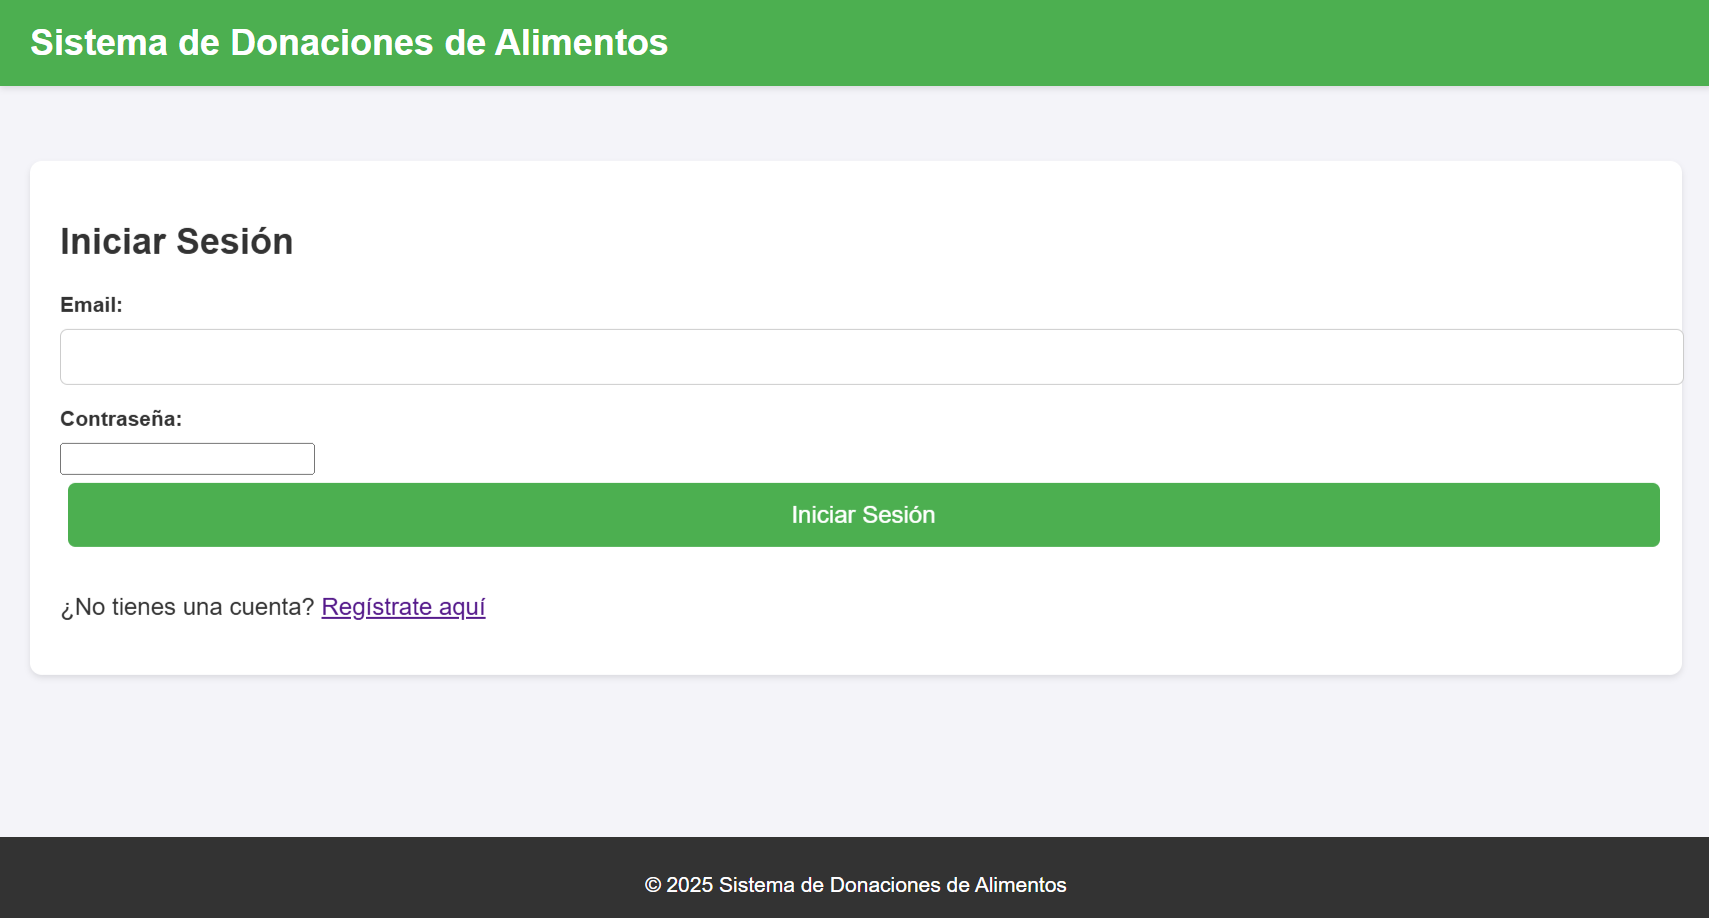 Sistema de Donaciones de Alimentos
Iniciar Sesión
Email:
Contraseña:
Iniciar Sesión
¿No tienes una cuenta? Regístrate aquí
© 2025 Sistema de Donaciones de Alimentos